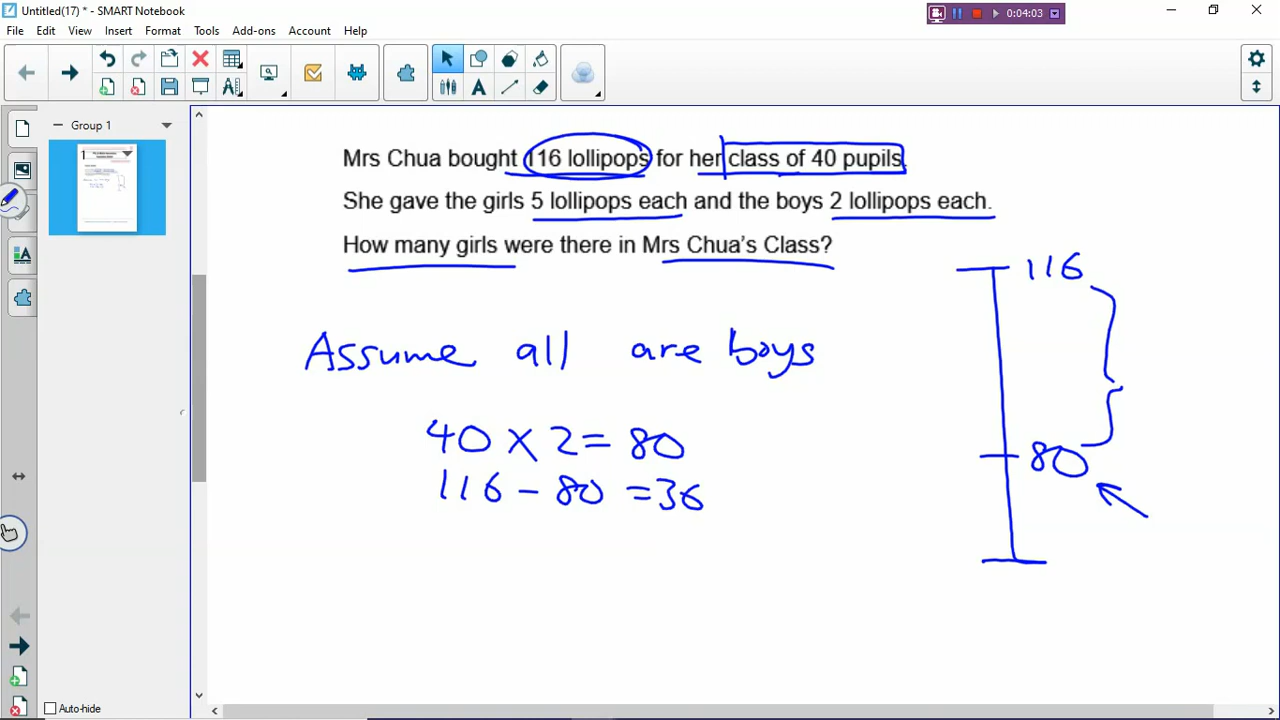 Untitled(17) * - SMART Notebook
00:04:03
File Edit View Insert Format Tools Add-ons Account Help
Group 1
1
Mrs Chua bought 116 lollipops for her class of 40 pupils.
She gave the girls 5 lollipops each and the boys 2 lollipops each.
How many girls were there in Mrs Chua's Class?
116
Assume all are boys
40 x 2 = 80
80
116 - 80 = 36
Auto-hide